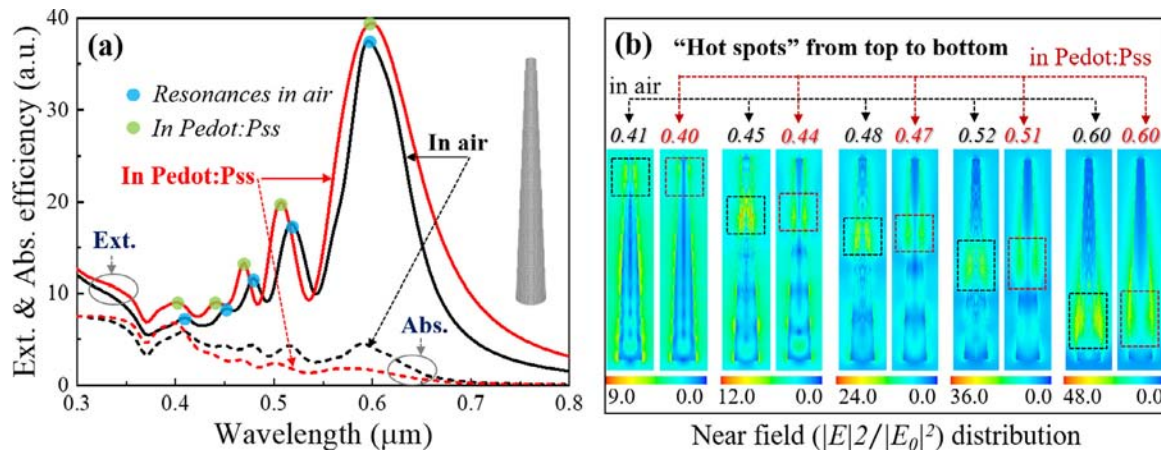 (a)
Resonances in air
In Pedot:Pss
In air
In Pedot:Pss
Ext.
Abs.
Ext. & Abs. efficiency (a.u.)
40
30
20
10
0
0.3 0.4 0.5 0.6 0.7 0.8
Wavelength (μm)
(b)
“Hot spots” from top to bottom
in Pedot:Pss
in air
0.41 0.40 0.45 0.44 0.48 0.47 0.52 0.51 0.60 0.60
9.0 0.0 12.0 0.0 24.0 0.0 36.0 0.0 48.0 0.0
Near field (|E|2/|E₀|²) distribution